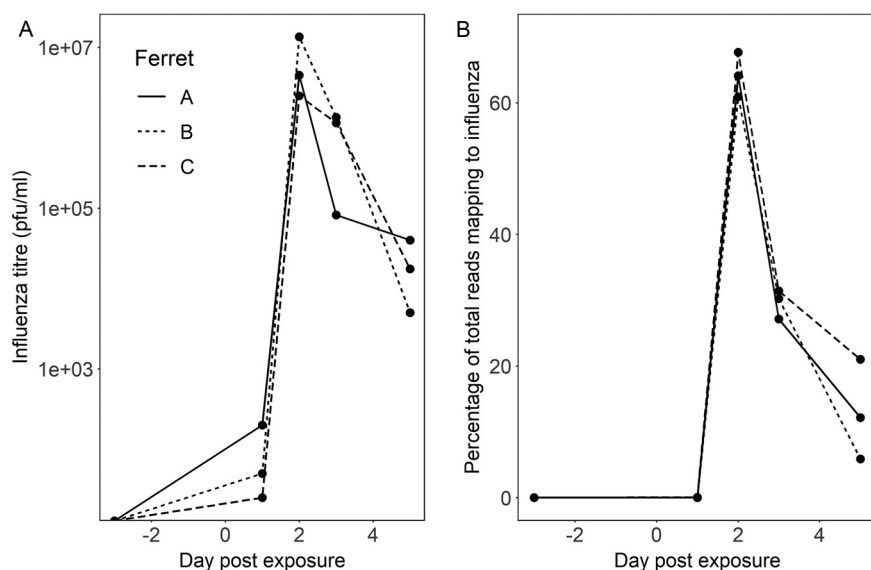 A
Influenza titre (pfu/ml)
1e+07
1e+05
1e+03
Ferret
A
B
C
-2
0
2
4
Day post exposure
B
Percentage of total reads mapping to influenza
60
40
20
0
-2
0
2
4
Day post exposure